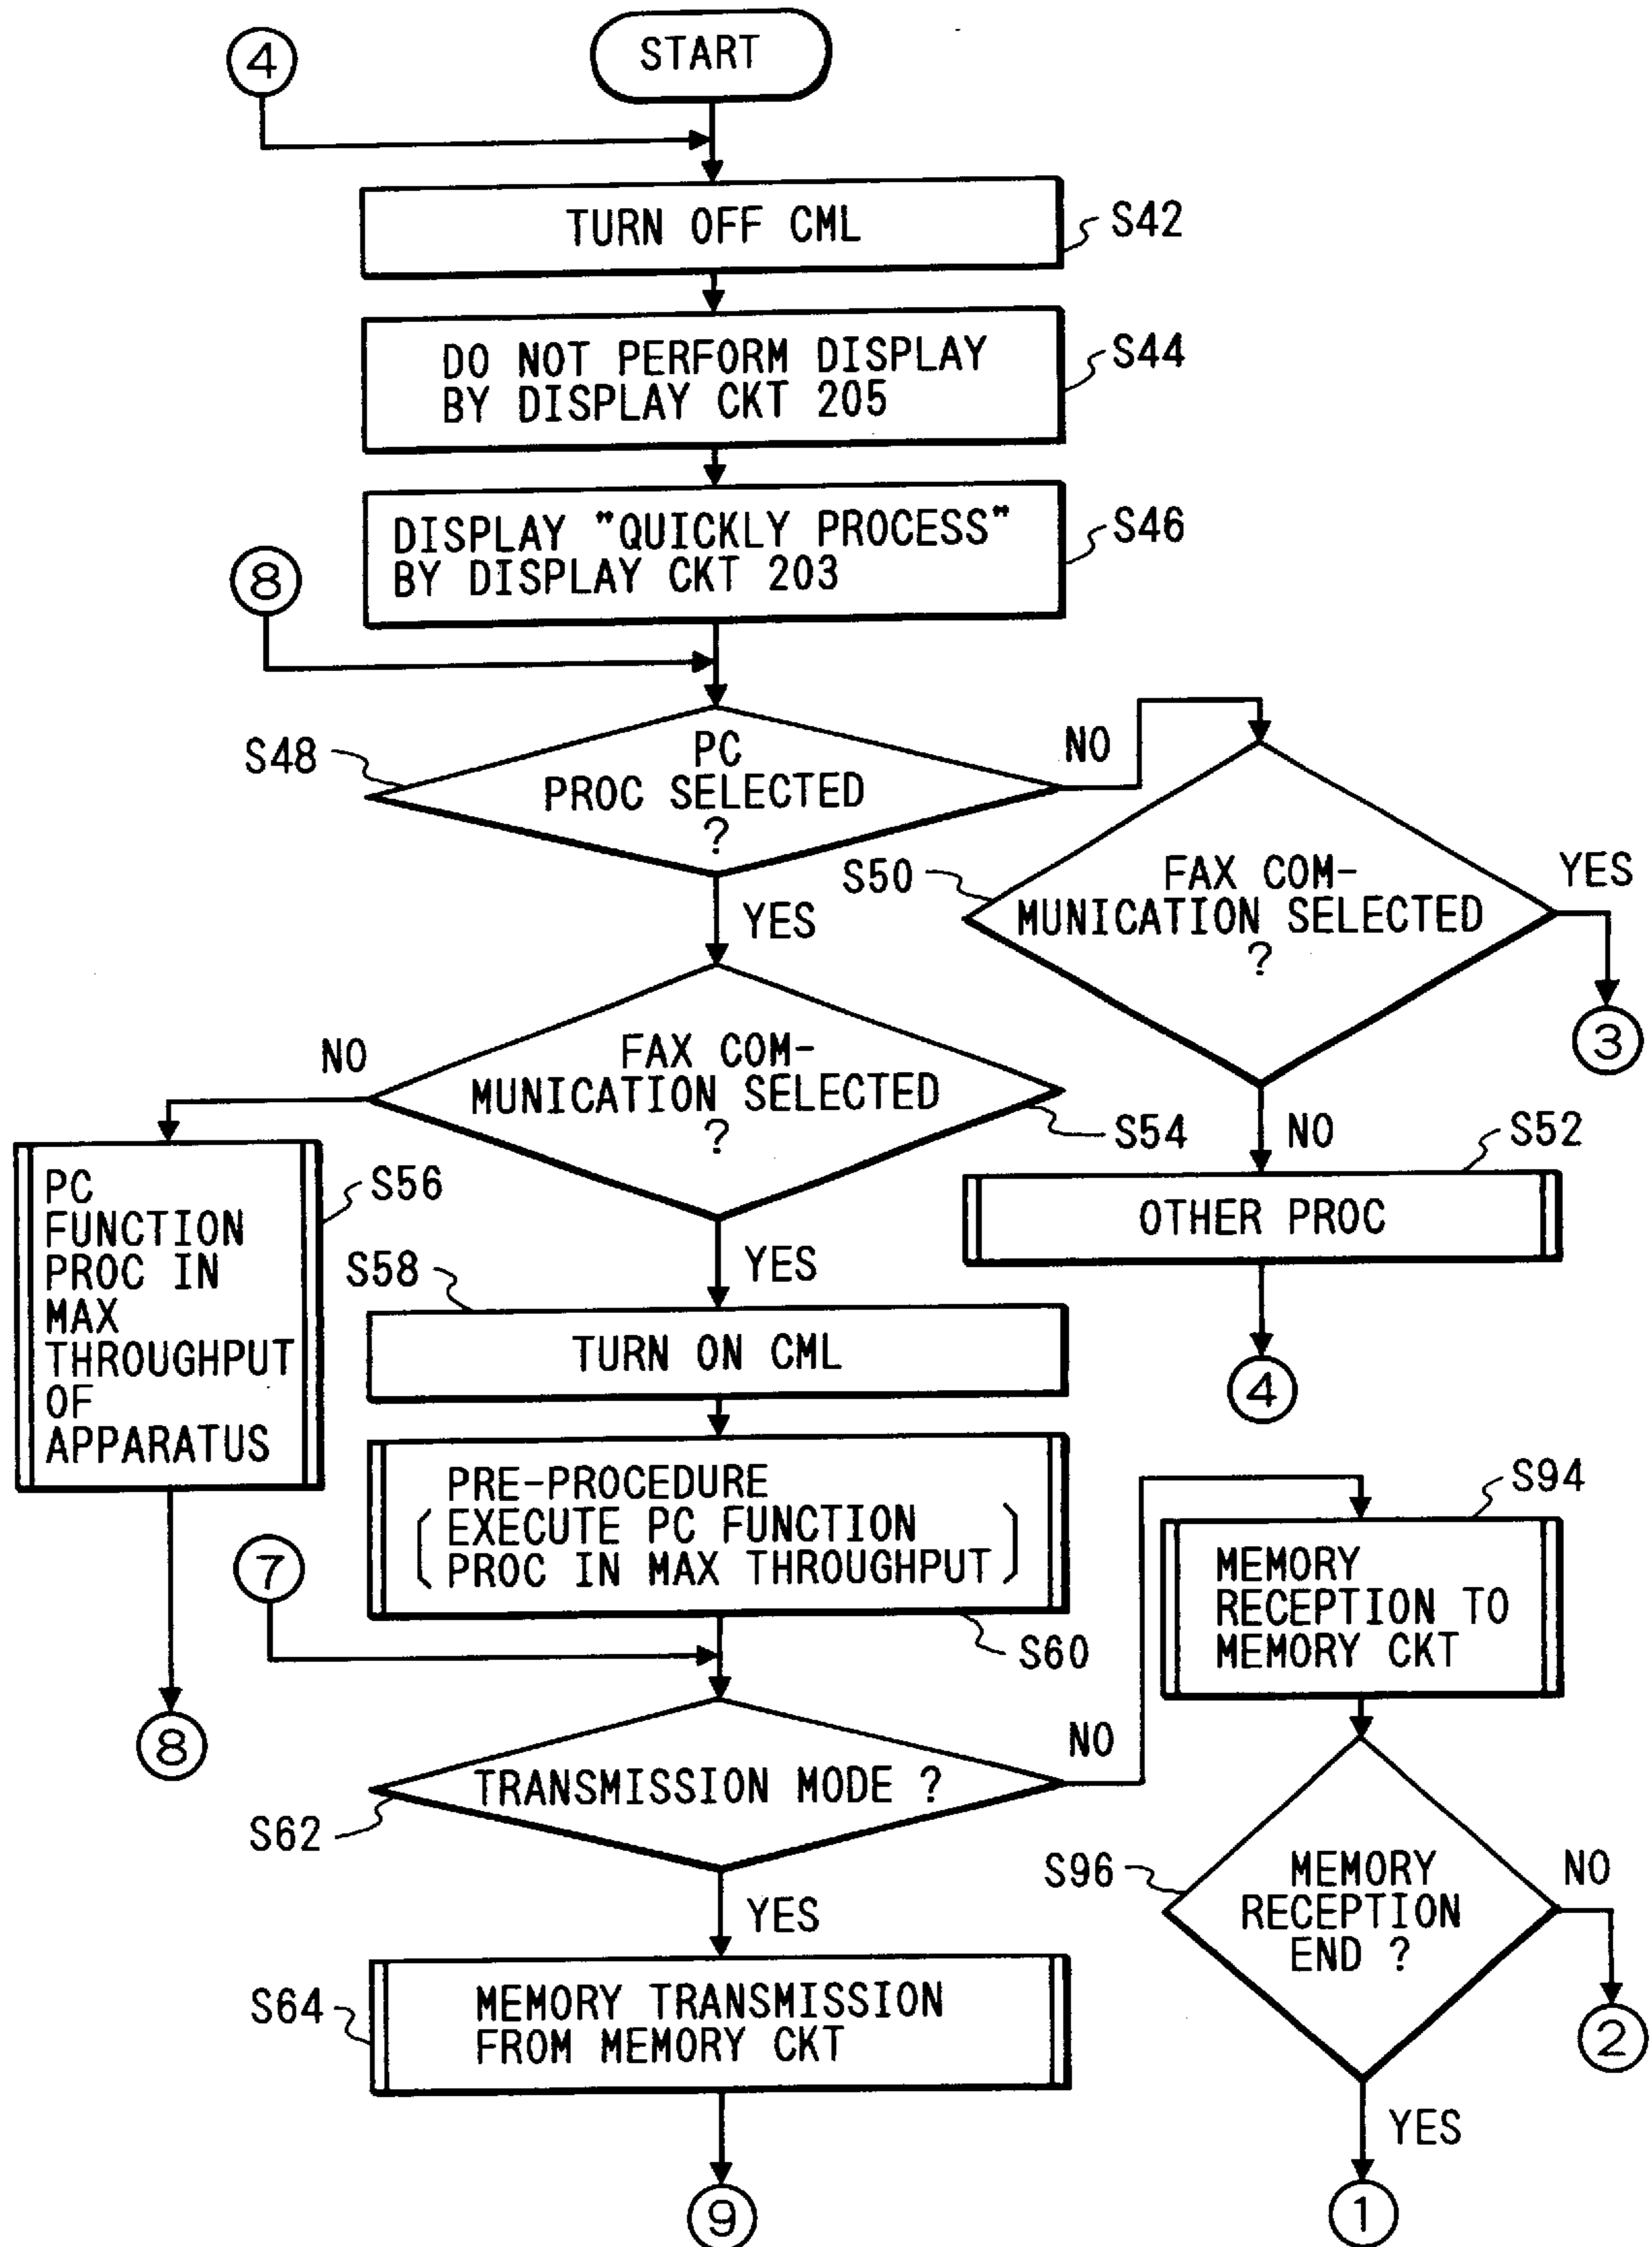 4
START
TURN OFF CML
S42
DO NOT PERFORM DISPLAY
BY DISPLAY CKT 205
S44
DISPLAY "QUICKLY PROCESS"
BY DISPLAY CKT 203
S46
8
S48
PC
PROC SELECTED
?
NO
YES
S50
FAX COM-
MUNICATION SELECTED
?
YES
3
NO
FAX COM-
MUNICATION SELECTED
?
S54
NO
S52
OTHER PROC
4
PC
FUNCTION
PROC IN
MAX
THROUGHPUT
OF
APPARATUS
S56
8
YES
S58
TURN ON CML
PRE-PROCEDURE
(EXECUTE PC FUNCTION
PROC IN MAX THROUGHPUT)
S60
7
TRANSMISSION MODE ?
S62
NO
S94
MEMORY
RECEPTION TO
MEMORY CKT
S96
MEMORY
RECEPTION
END ?
NO
2
YES
1
YES
S64
MEMORY TRANSMISSION
FROM MEMORY CKT
9